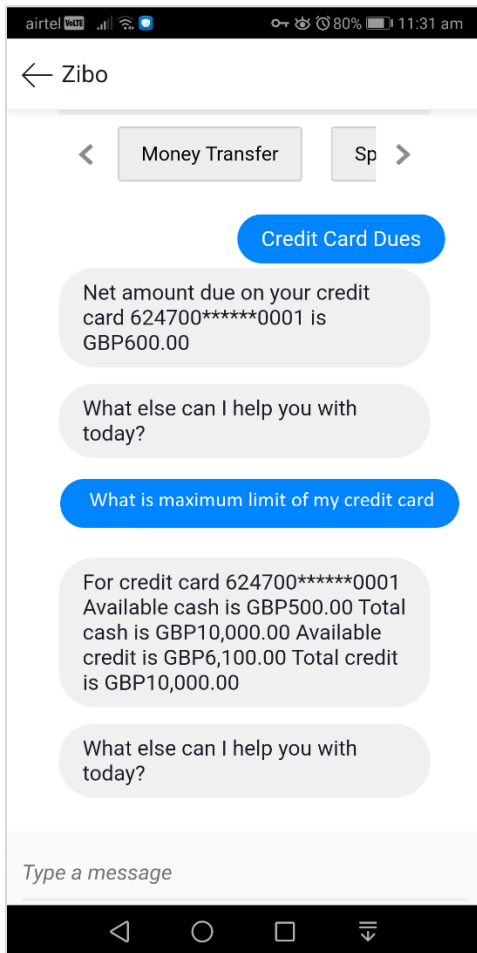 airtel VoLTE 80% 11:31 am
Zibo
Money Transfer Sp
Credit Card Dues
Net amount due on your credit
card 624700******0001 is
GBP600.00
What else can I help you with
today?
What is maximum limit of my credit card
For credit card 624700******0001
Available cash is GBP500.00 Total
cash is GBP10,000.00 Available
credit is GBP6,100.00 Total credit
is GBP10,000.00
What else can I help you with
today?
Type a message